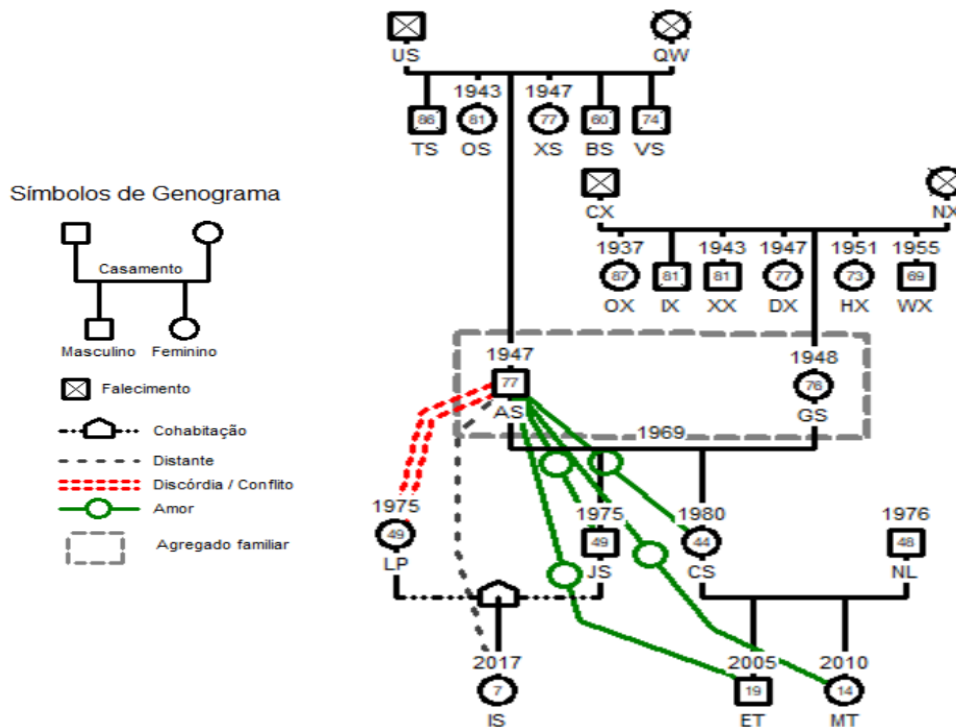 US QW
1943 1947
86 81 77 60 74
TS OS XS BS VS
Símbolos de Genograma
Casamento
Masculino Feminino
Falecimento
Cohabitação
Distante
Discórdia / Conflito
Amor
Agregado familiar
CX NX
1937 1943 1947 1951 1955
87 81 81 77 73 69
OX IX XX DX HX WX
1947 1948
77 76
AS GS
1969
1975 1975 1980 1976
49 49 44 48
LP JS CS NL
2017 2005 2010
7 19 14
IS ET MT